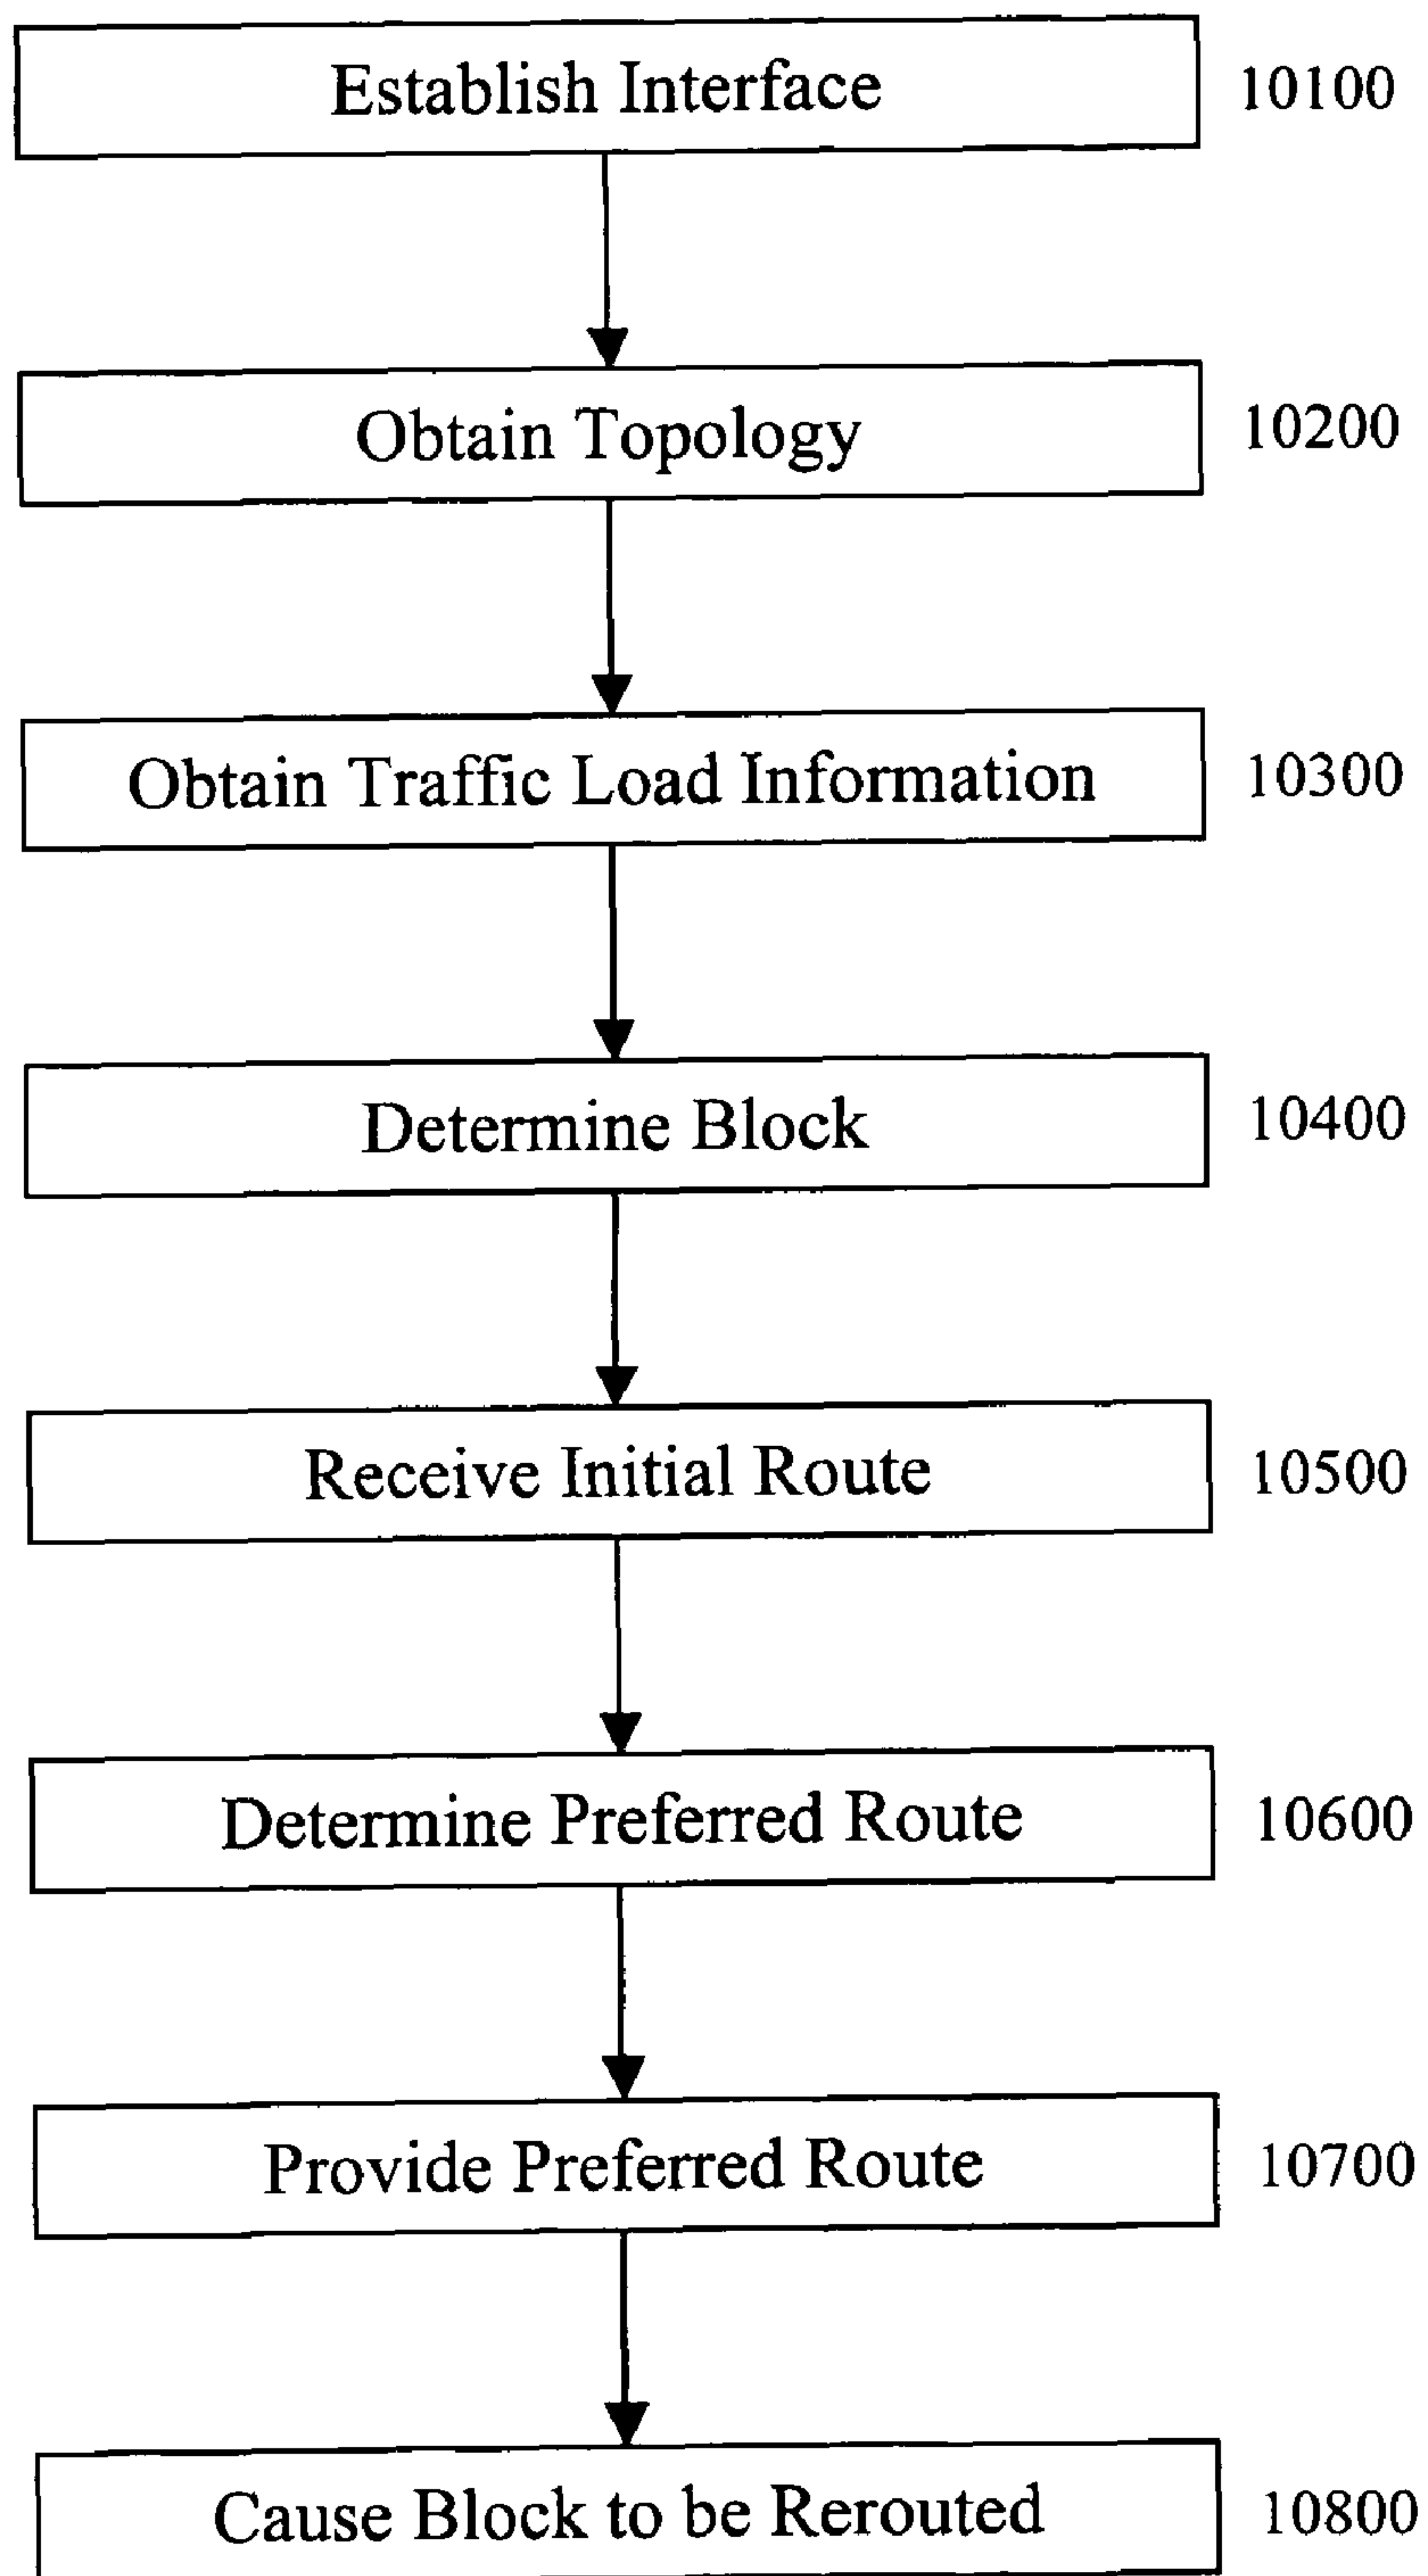 Establish Interface 10100
Obtain Topology 10200
Obtain Traffic Load Information 10300
Determine Block 10400
Receive Initial Route 10500
Determine Preferred Route 10600
Provide Preferred Route 10700
Cause Block to be Rerouted 10800